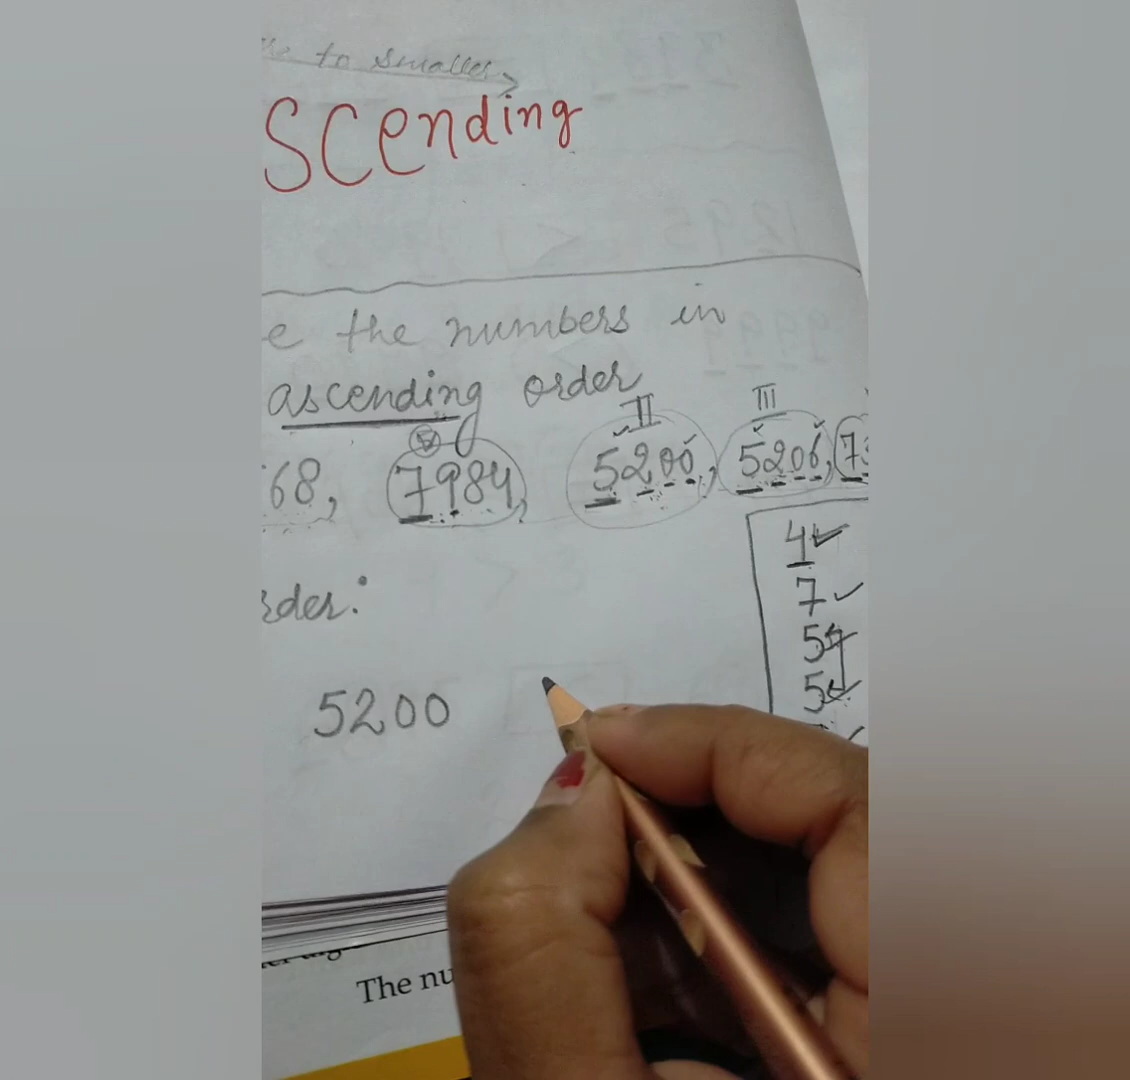 to smaller
SCending
e the numbers in
ascending order
II III
68, 7984, 5200, 5206, 7
rder:
4
7
5
5
5200
The nu